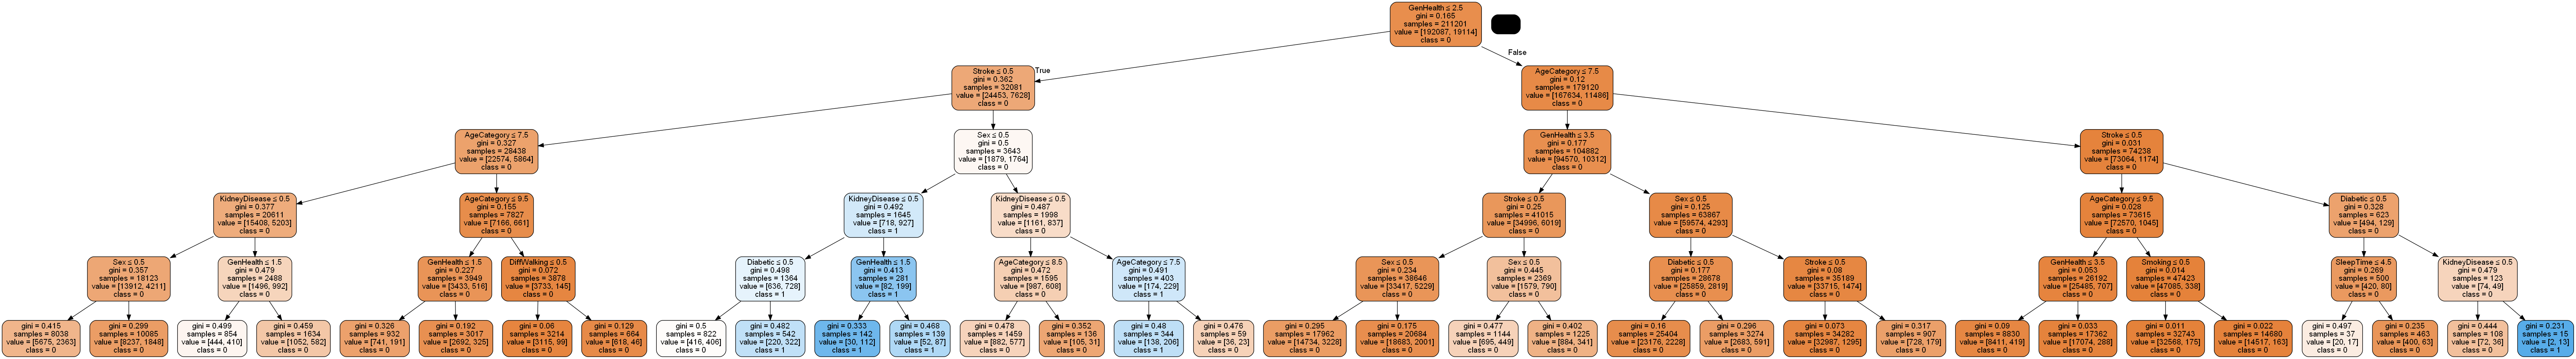 GenHealth ≤ 2.5
gini = 0.165
samples = 211201
value = [192087, 19114]
class = 0
True
False
Stroke ≤ 0.5
gini = 0.362
samples = 32081
value = [24453, 7628]
class = 0
AgeCategory ≤ 7.5
gini = 0.12
samples = 179120
value = [167634, 11486]
class = 0
AgeCategory ≤ 7.5
gini = 0.327
samples = 28438
value = [22574, 5864]
class = 0
Sex ≤ 0.5
gini = 0.5
samples = 3643
value = [1879, 1764]
class = 0
GenHealth ≤ 3.5
gini = 0.177
samples = 104882
value = [94570, 10312]
class = 0
Stroke ≤ 0.5
gini = 0.031
samples = 74238
value = [73064, 1174]
class = 0
KidneyDisease ≤ 0.5
gini = 0.377
samples = 20611
value = [15408, 5203]
class = 0
AgeCategory ≤ 9.5
gini = 0.155
samples = 7827
value = [7166, 661]
class = 0
KidneyDisease ≤ 0.5
gini = 0.492
samples = 1645
value = [718, 927]
class = 1
KidneyDisease ≤ 0.5
gini = 0.487
samples = 1998
value = [1161, 837]
class = 0
Stroke ≤ 0.5
gini = 0.25
samples = 41015
value = [34996, 6019]
class = 0
Sex ≤ 0.5
gini = 0.125
samples = 63867
value = [59574, 4293]
class = 0
AgeCategory ≤ 9.5
gini = 0.028
samples = 73615
value = [72570, 1045]
class = 0
Diabetic ≤ 0.5
gini = 0.328
samples = 623
value = [494, 129]
class = 0
Sex ≤ 0.5
gini = 0.357
samples = 18123
value = [13912, 4211]
class = 0
GenHealth ≤ 1.5
gini = 0.479
samples = 2488
value = [1496, 992]
class = 0
GenHealth ≤ 1.5
gini = 0.227
samples = 3949
value = [3433, 516]
class = 0
DiffWalking ≤ 0.5
gini = 0.072
samples = 3878
value = [3733, 145]
class = 0
Diabetic ≤ 0.5
gini = 0.498
samples = 1364
value = [636, 728]
class = 1
GenHealth ≤ 1.5
gini = 0.413
samples = 281
value = [82, 199]
class = 1
AgeCategory ≤ 8.5
gini = 0.472
samples = 1595
value = [987, 608]
class = 0
AgeCategory ≤ 7.5
gini = 0.491
samples = 403
value = [174, 229]
class = 1
Sex ≤ 0.5
gini = 0.234
samples = 38646
value = [33417, 5229]
class = 0
Sex ≤ 0.5
gini = 0.445
samples = 2369
value = [1579, 790]
class = 0
Diabetic ≤ 0.5
gini = 0.177
samples = 28678
value = [25859, 2819]
class = 0
Stroke ≤ 0.5
gini = 0.08
samples = 35189
value = [33715, 1474]
class = 0
GenHealth ≤ 3.5
gini = 0.053
samples = 26192
value = [25485, 707]
class = 0
Smoking ≤ 0.5
gini = 0.014
samples = 47423
value = [47085, 338]
class = 0
SleepTime ≤ 4.5
gini = 0.269
samples = 500
value = [420, 80]
class = 0
KidneyDisease ≤ 0.5
gini = 0.479
samples = 123
value = [74, 49]
class = 0
gini = 0.415
samples = 8038
value = [5675, 2363]
class = 0
gini = 0.299
samples = 10085
value = [8237, 1848]
class = 0
gini = 0.499
samples = 854
value = [444, 410]
class = 0
gini = 0.459
samples = 1634
value = [1052, 582]
class = 0
gini = 0.326
samples = 932
value = [741, 191]
class = 0
gini = 0.192
samples = 3017
value = [2692, 325]
class = 0
gini = 0.06
samples = 3214
value = [3115, 99]
class = 0
gini = 0.129
samples = 664
value = [618, 46]
class = 0
gini = 0.5
samples = 822
value = [416, 406]
class = 0
gini = 0.482
samples = 542
value = [220, 322]
class = 1
gini = 0.333
samples = 142
value = [30, 112]
class = 1
gini = 0.468
samples = 139
value = [52, 87]
class = 1
gini = 0.478
samples = 1459
value = [882, 577]
class = 0
gini = 0.352
samples = 136
value = [105, 31]
class = 0
gini = 0.48
samples = 344
value = [138, 206]
class = 1
gini = 0.476
samples = 59
value = [36, 23]
class = 0
gini = 0.295
samples = 17962
value = [14734, 3228]
class = 0
gini = 0.175
samples = 20684
value = [18683, 2001]
class = 0
gini = 0.477
samples = 1144
value = [695, 449]
class = 0
gini = 0.402
samples = 1225
value = [884, 341]
class = 0
gini = 0.16
samples = 25404
value = [23176, 2228]
class = 0
gini = 0.296
samples = 3274
value = [2683, 591]
class = 0
gini = 0.073
samples = 34282
value = [32987, 1295]
class = 0
gini = 0.317
samples = 907
value = [728, 179]
class = 0
gini = 0.09
samples = 8830
value = [8411, 419]
class = 0
gini = 0.033
samples = 17362
value = [17074, 288]
class = 0
gini = 0.011
samples = 32743
value = [32568, 175]
class = 0
gini = 0.022
samples = 14680
value = [14517, 163]
class = 0
gini = 0.497
samples = 37
value = [20, 17]
class = 0
gini = 0.235
samples = 463
value = [400, 63]
class = 0
gini = 0.444
samples = 108
value = [72, 36]
class = 0
gini = 0.231
samples = 15
value = [2, 13]
class = 1